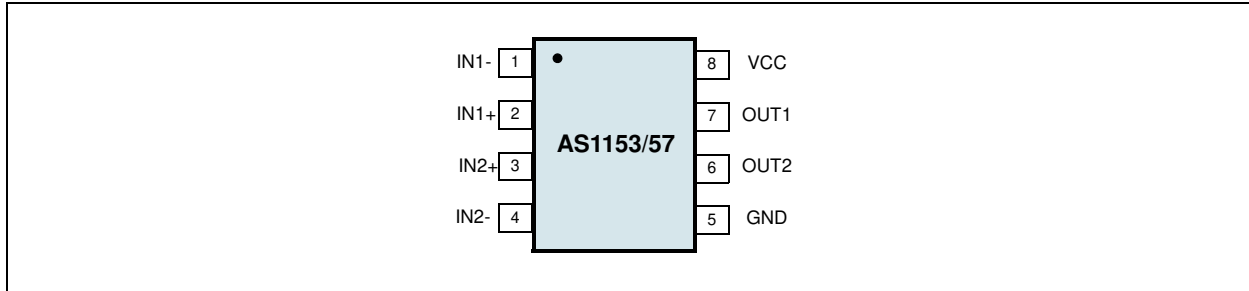 IN1- 1 8 VCC
IN1+ 2 7 OUT1
AS1153/57
IN2+ 3 6 OUT2
IN2- 4 5 GND